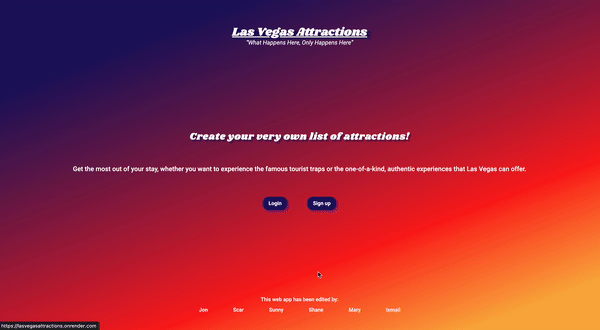 Las Vegas Attractions
"What Happens Here, Only Happens Here"
Create your very own list of attractions!
Get the most out of your stay, whether you want to experience the famous tourist traps or the one-of-a-kind, authentic experiences that Las Vegas can offer.
Login Sign up
This web app has been edited by:
Jon Scar Sunny Shane Mary Ismail
https://lasvegasattractions.onrender.com